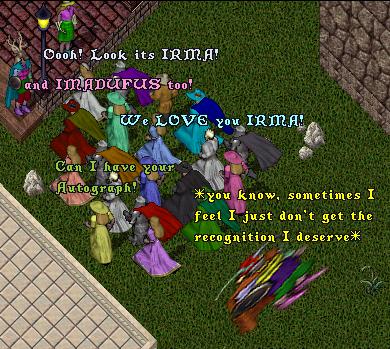 Oooh! Look its IRMA!
and IMADUFUS too!
We LOVE you IRMA!
Can I have your
Autograph!
*you know, sometimes I
feel I just don't get the
recognition I deserve*